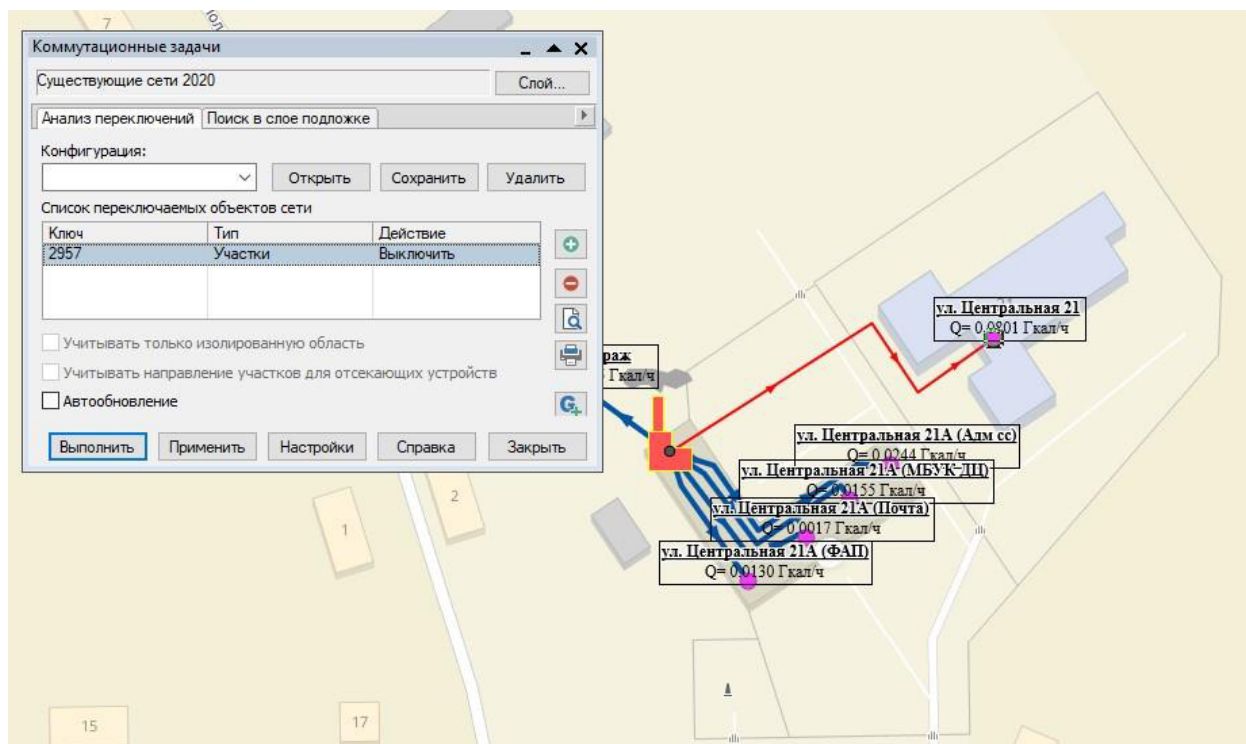 7
Коммутационные задачи
Существующие сети 2020
Слой...
Анализ переключений
Поиск в слое подложке
Конфигурация:
Открыть
Сохранить
Удалить
Список переключаемых объектов сети
Ключ Тип Действие
2957 Участки Выключить
Учитывать только изолированную область
Учитывать направление участков для отсекающих устройств
Автообновление
Выполнить
Применить
Настройки
Справка
Закрыть
раж
Гкал/ч
ул. Центральная 21
Q= 0.0801 Гкал/ч
ул. Центральная 21А (Адм сс)
Q= 0.0244 Гкал/ч
ул. Центральная 21А (МБУК ДЦ)
Q= 0.0155 Гкал/ч
ул. Центральная 21А (Почта)
Q= 0.0017 Гкал/ч
ул. Центральная 21А (ФАП)
Q= 0.0130 Гкал/ч
2
1
15
17